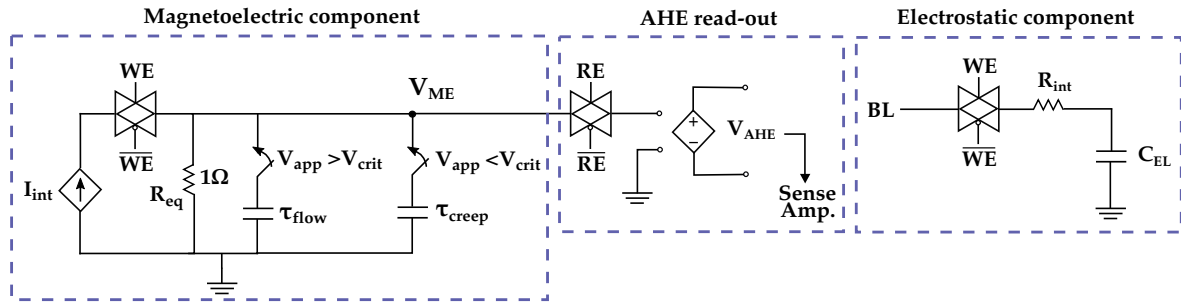 Magnetoelectric component
WE
V_ME
WE̅
I_int
R_eq
1Ω
V_app >V_crit
τ_flow
V_app <V_crit
τ_creep
AHE read-out
RE
RE̅
+
−
V_AHE
Sense
Amp.
Electrostatic component
WE
BL
WE̅
R_int
C_EL